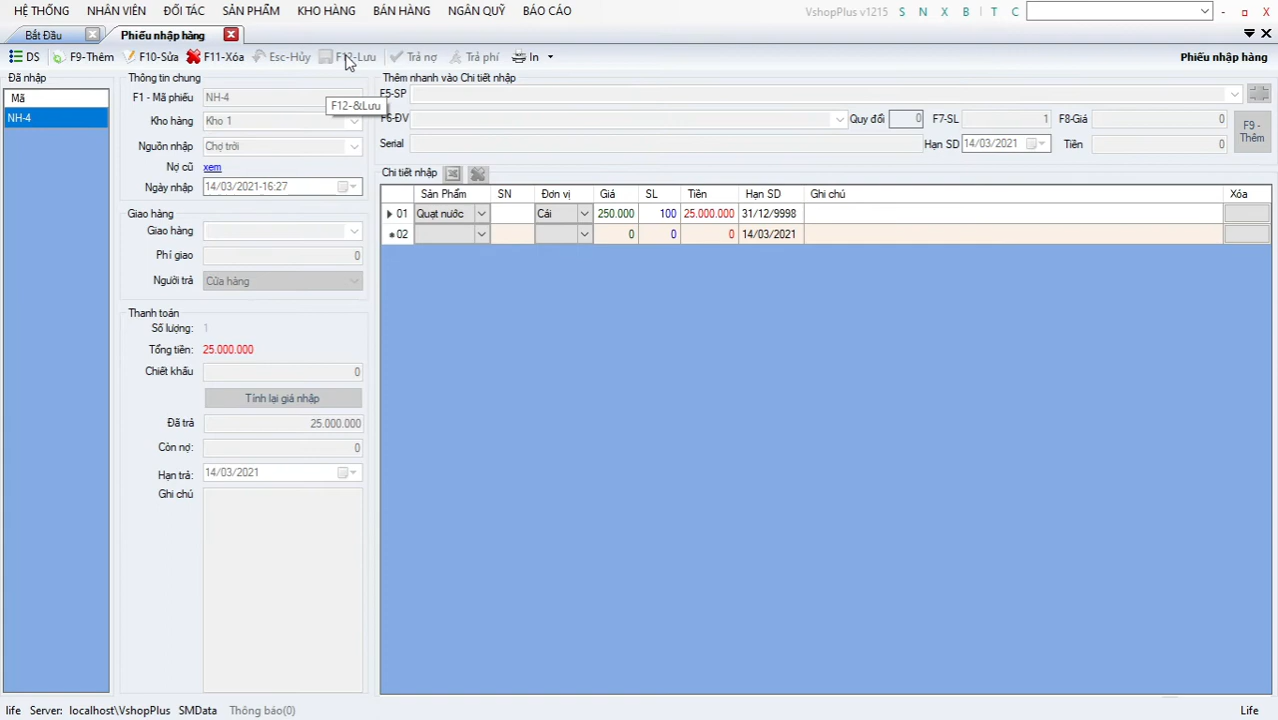 HỆ THỐNG NHÂN VIÊN ĐỐI TÁC SẢN PHẨM KHO HÀNG BÁN HÀNG NGÂN QUỸ BÁO CÁO VshopPlus v1215 S N X B T C - X
Bắt Đầu Phiếu nhập hàng
DS F9-Thêm F10-Sửa F11-Xóa Esc-Hủy F12-Lưu Trả nợ Trả phí In Phiếu nhập hàng
Đã nhập Thông tin chung Thêm nhanh vào Chi tiết nhập
Mã F1 - Mã phiếu NH-4 F5-SP
F12-&Lưu
NH-4 Kho hàng Kho 1 F6-ĐV Quy đổi 0 F7-SL 1 F8-Giá 0 F9 - Thêm
Nguồn nhập Chợ trời Serial Hạn SD 14/03/2021 Tiền 0
Nợ cũ xem Chi tiết nhập
Ngày nhập 14/03/2021-16:27 Sản Phẩm SN Đơn vị Giá SL Tiền Hạn SD Ghi chú Xóa
Giao hàng 01 Quạt nước Cái 250.000 100 25.000.000 31/12/9998
Giao hàng 02 0 0 0 14/03/2021
Phí giao 0
Người trả Cửa hàng
Thanh toán
Số lượng: 1
Tổng tiền: 25.000.000
Chiết khấu 0
Tính lại giá nhập
Đã trả 25.000.000
Còn nợ: 0
Hạn trả: 14/03/2021
Ghi chú
life Server: localhost\VshopPlus SMData Thông báo(0) Life